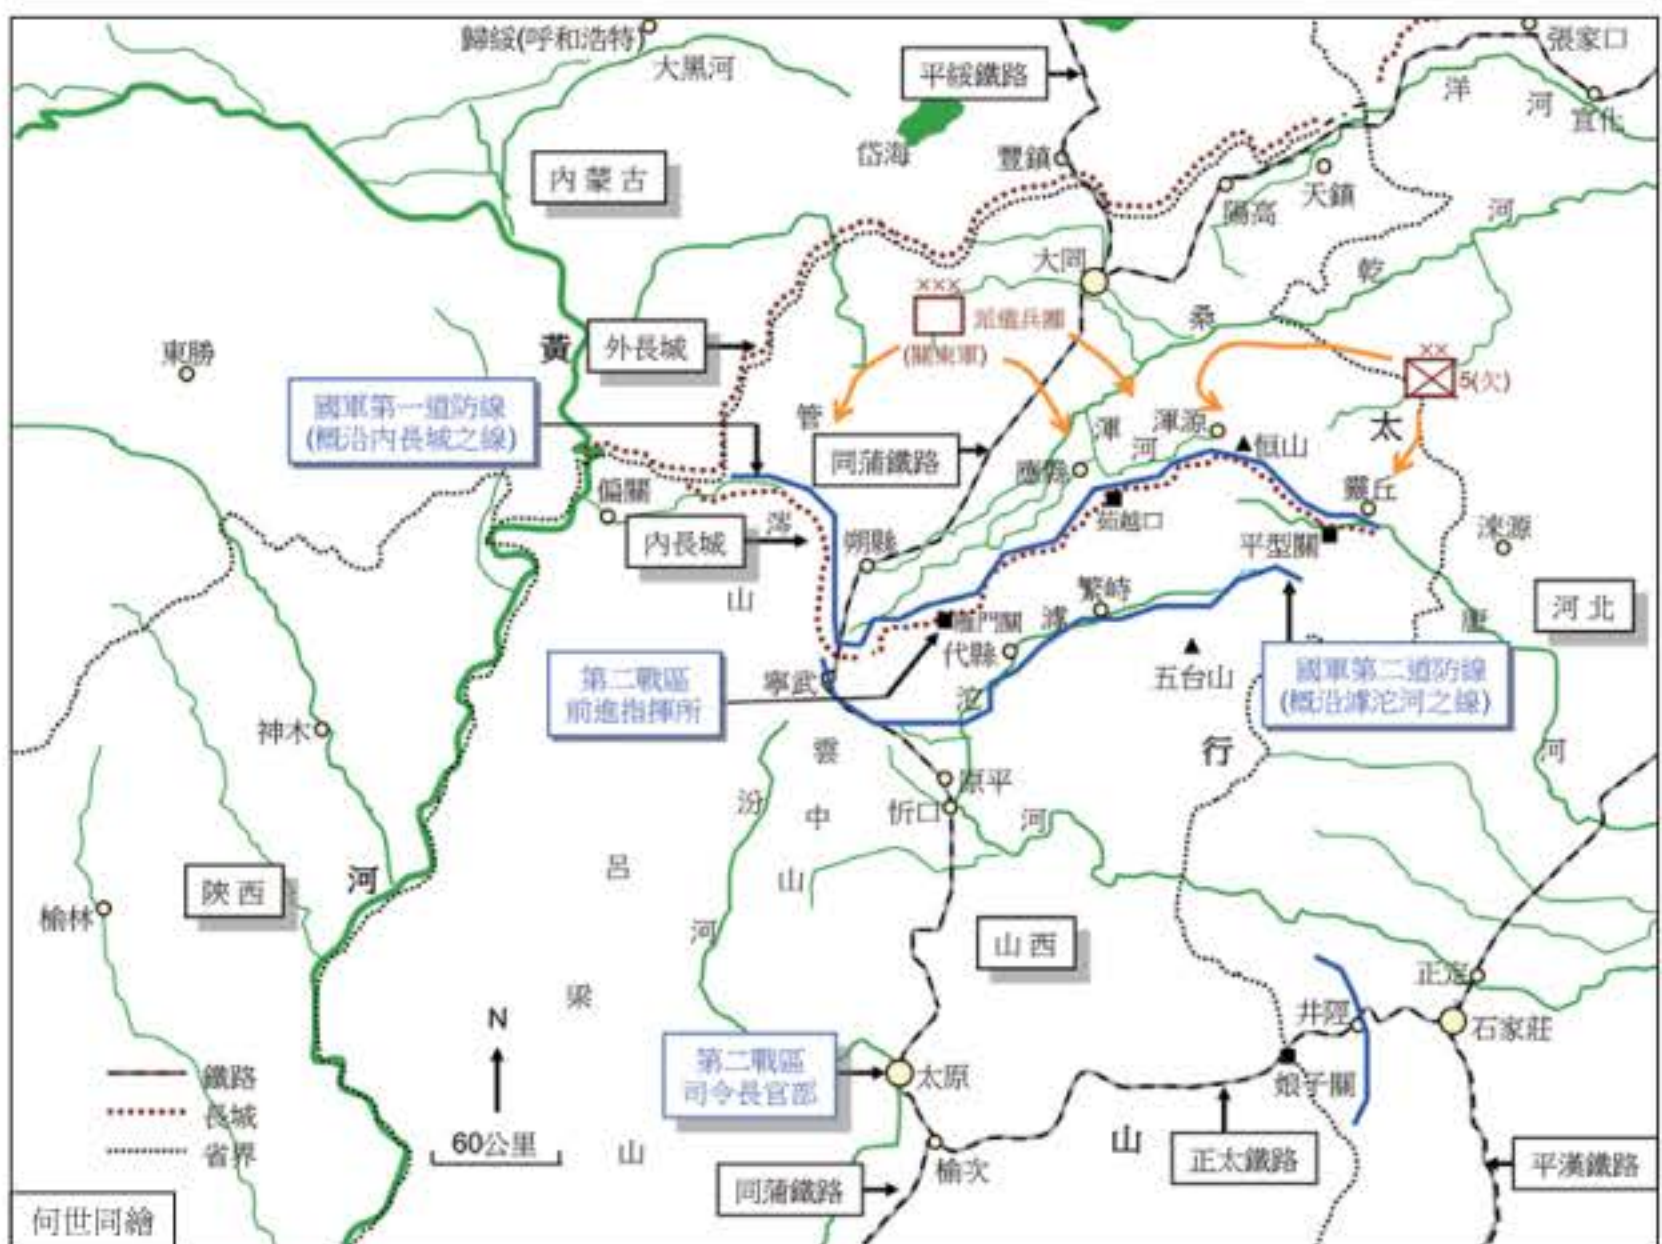 歸綏(呼和浩特)
大黑河
平綏鐵路
張家口
洋
河
宣化
岱海
豐鎮
天鎮
陽高
內蒙古
河
乾
桑
大同
×××
派遣兵團
(關東軍)
外長城
黃
東勝
××
5(欠)
國軍第一道防線
(概沿內長城之線)
管
同蒲鐵路
渾
河
渾源
恒山
太
應縣
靈丘
偏關
茹越口
淶源
內長城
涔
朔縣
平型關
山
繁峙
河北
雁門關
滹
唐
代縣
五台山
第二戰區
前進指揮所
寧武
沱
國軍第二道防線
(概沿滹沱河之線)
神木
雲
行
河
原平
汾
中
忻口
河
呂
山
陝西
河
榆林
河
山西
正定
梁
N
井陘
石家莊
第二戰區
司令長官部
太原
娘子關
鐵路
長城
省界
60公里
山
山
正太鐵路
平漢鐵路
榆次
同蒲鐵路
何世同繪